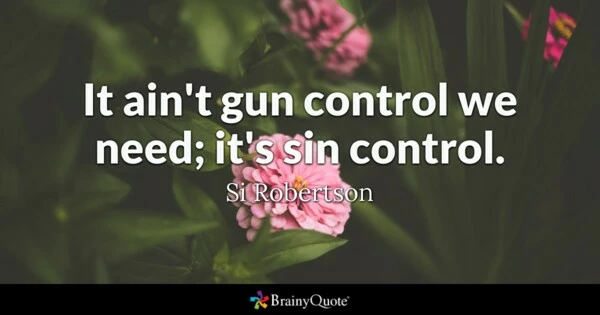 It ain't gun control we
need; it's sin control.
Si Robertson
BrainyQuote®